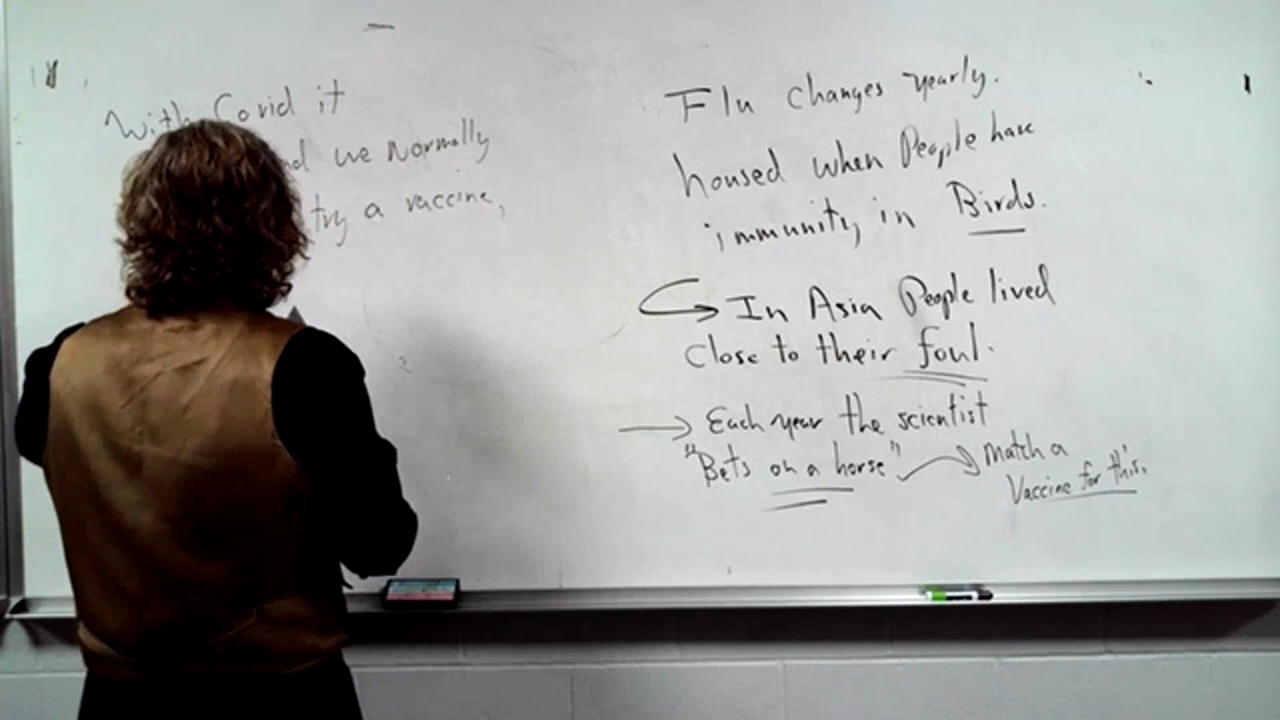 With Covid it
we normally
try a vaccine,
Flu changes yearly.
housed when People have
immunity in Birds.
In Asia People lived
close to their foul.
Each year the scientist
"Bets on a horse"
match a
Vaccine for this.